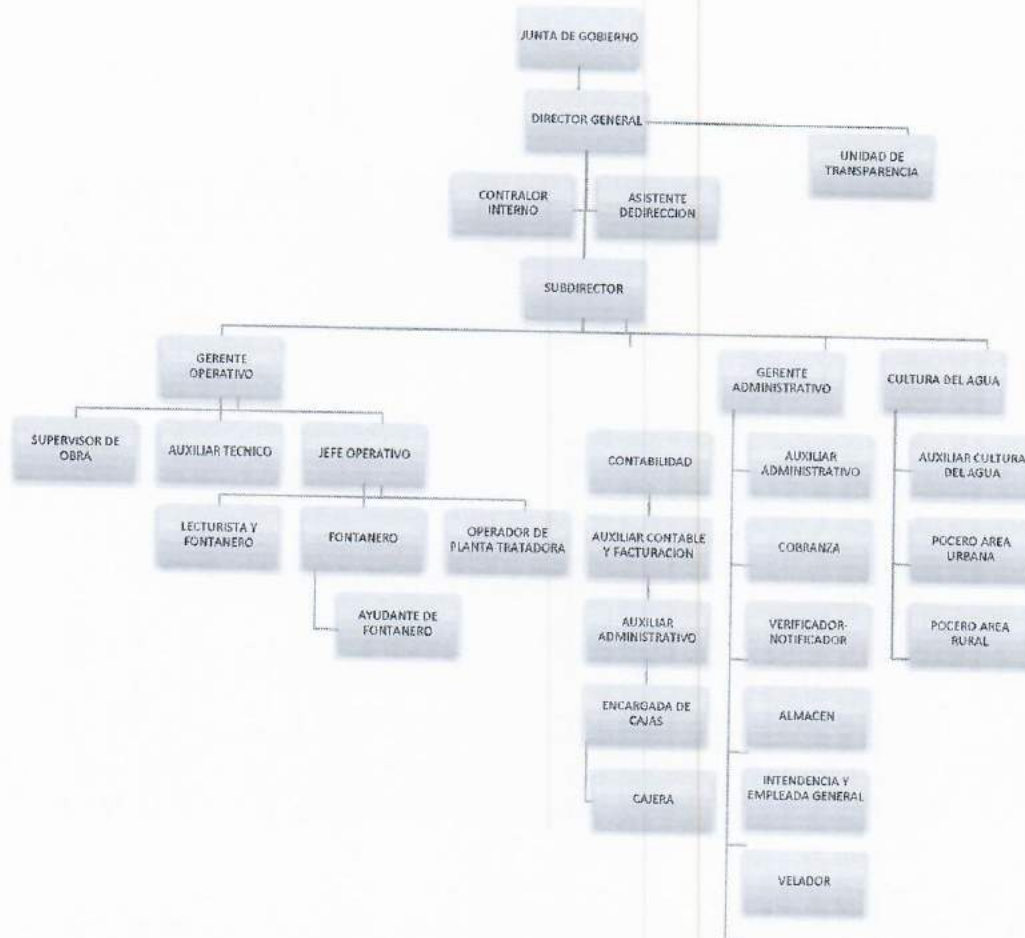 JUNTA DE GOBIERNO
DIRECTOR GENERAL
UNIDAD DE
TRANSPARENCIA
CONTRALOR
INTERNO
ASISTENTE
DEDIRECCION
SUBDIRECTOR
GERENTE
OPERATIVO
GERENTE
ADMINISTRATIVO
CULTURA DEL AGUA
SUPERVISOR DE
OBRA
AUXILIAR TECNICO
JEFE OPERATIVO
LECTURISTA Y
FONTANERO
FONTANERO
OPERADOR DE
PLANTA TRATADORA
AYUDANTE DE
FONTANERO
CONTABILIDAD
AUXILIAR CONTABLE
Y FACTURACION
AUXILIAR
ADMINISTRATIVO
ENCARGADA DE
CAJAS
CAJERA
AUXILIAR
ADMINISTRATIVO
COBRANZA
VERIFICADOR-
NOTIFICADOR
ALMACEN
INTENDENCIA Y
EMPLEADA GENERAL
VELADOR
AUXILIAR CULTURA
DEL AGUA
POCERO AREA
URBANA
POCERO AREA
RURAL